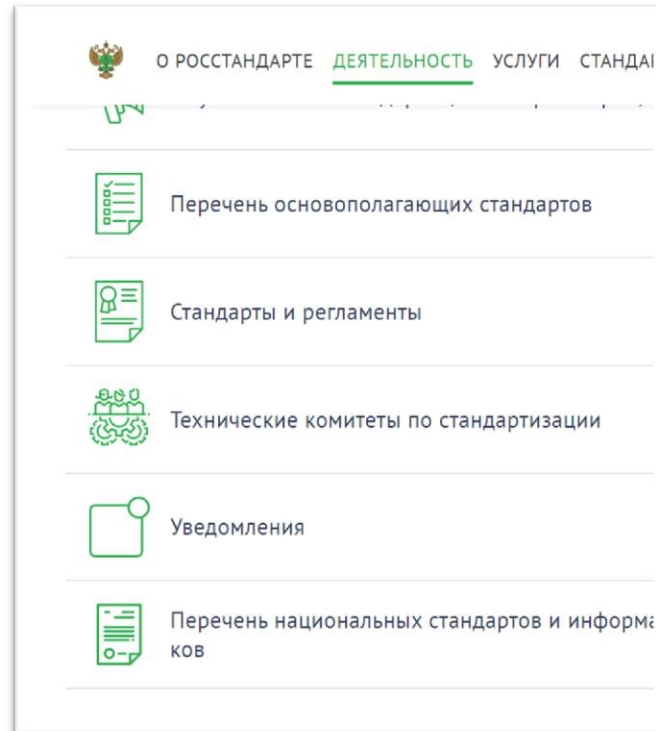 О РОССТАНДАРТЕ ДЕЯТЕЛЬНОСТЬ УСЛУГИ
Перечень основополагающих стандартов
Стандарты и регламенты
Технические комитеты по стандартизации
Уведомления
Перечень национальных стандартов и
ков